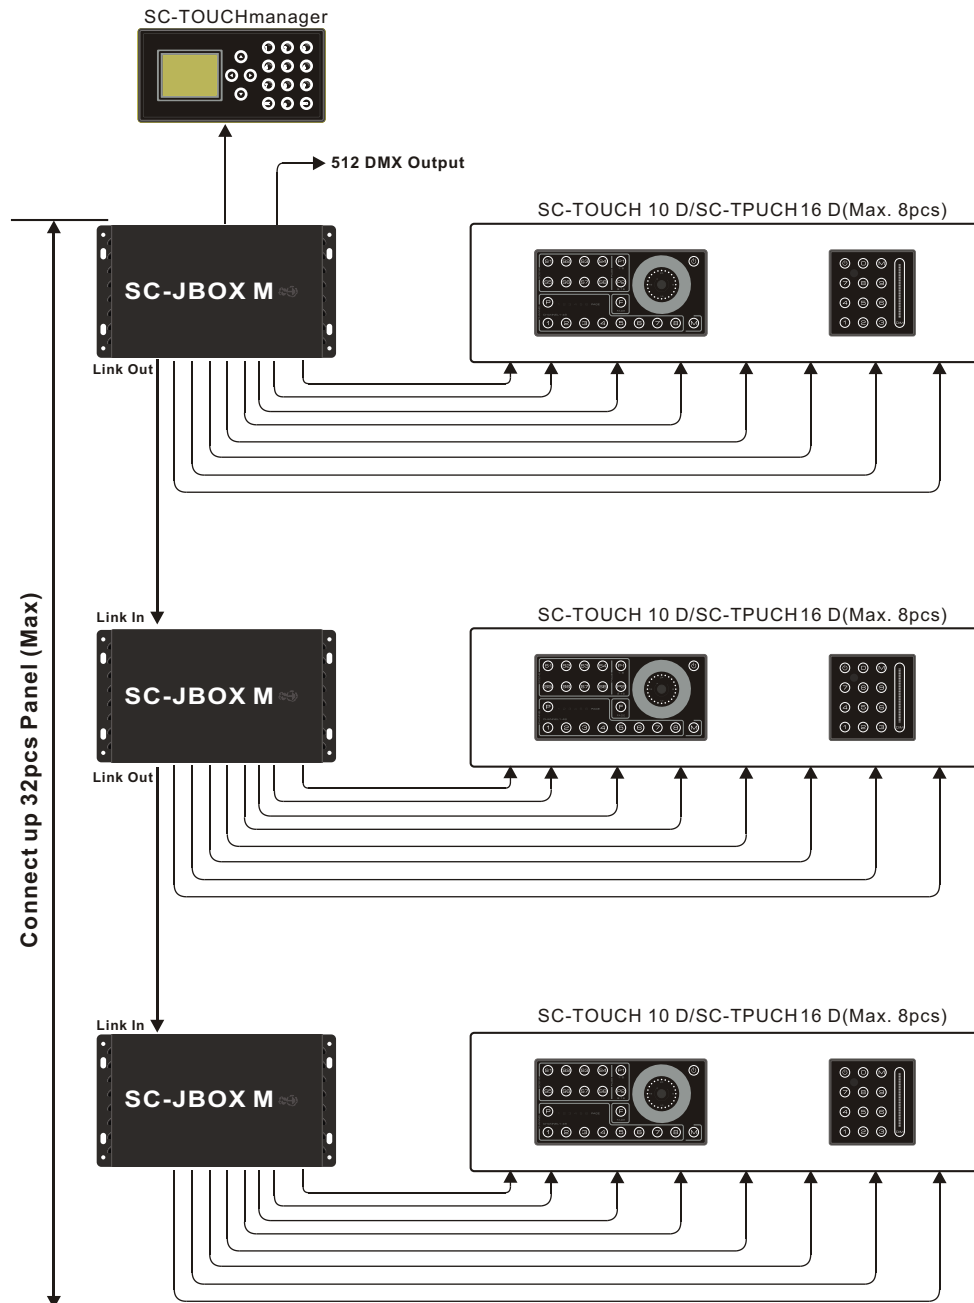 SC-TOUCHmanager
512 DMX Output
SC-TOUCH 10 D/SC-TPUCH16 D(Max. 8pcs)
SC-JBOX M
Link Out
Link In
SC-TOUCH 10 D/SC-TPUCH16 D(Max. 8pcs)
SC-JBOX M
Link Out
Connect up 32pcs Panel (Max)
Link In
SC-TOUCH 10 D/SC-TPUCH16 D(Max. 8pcs)
SC-JBOX M